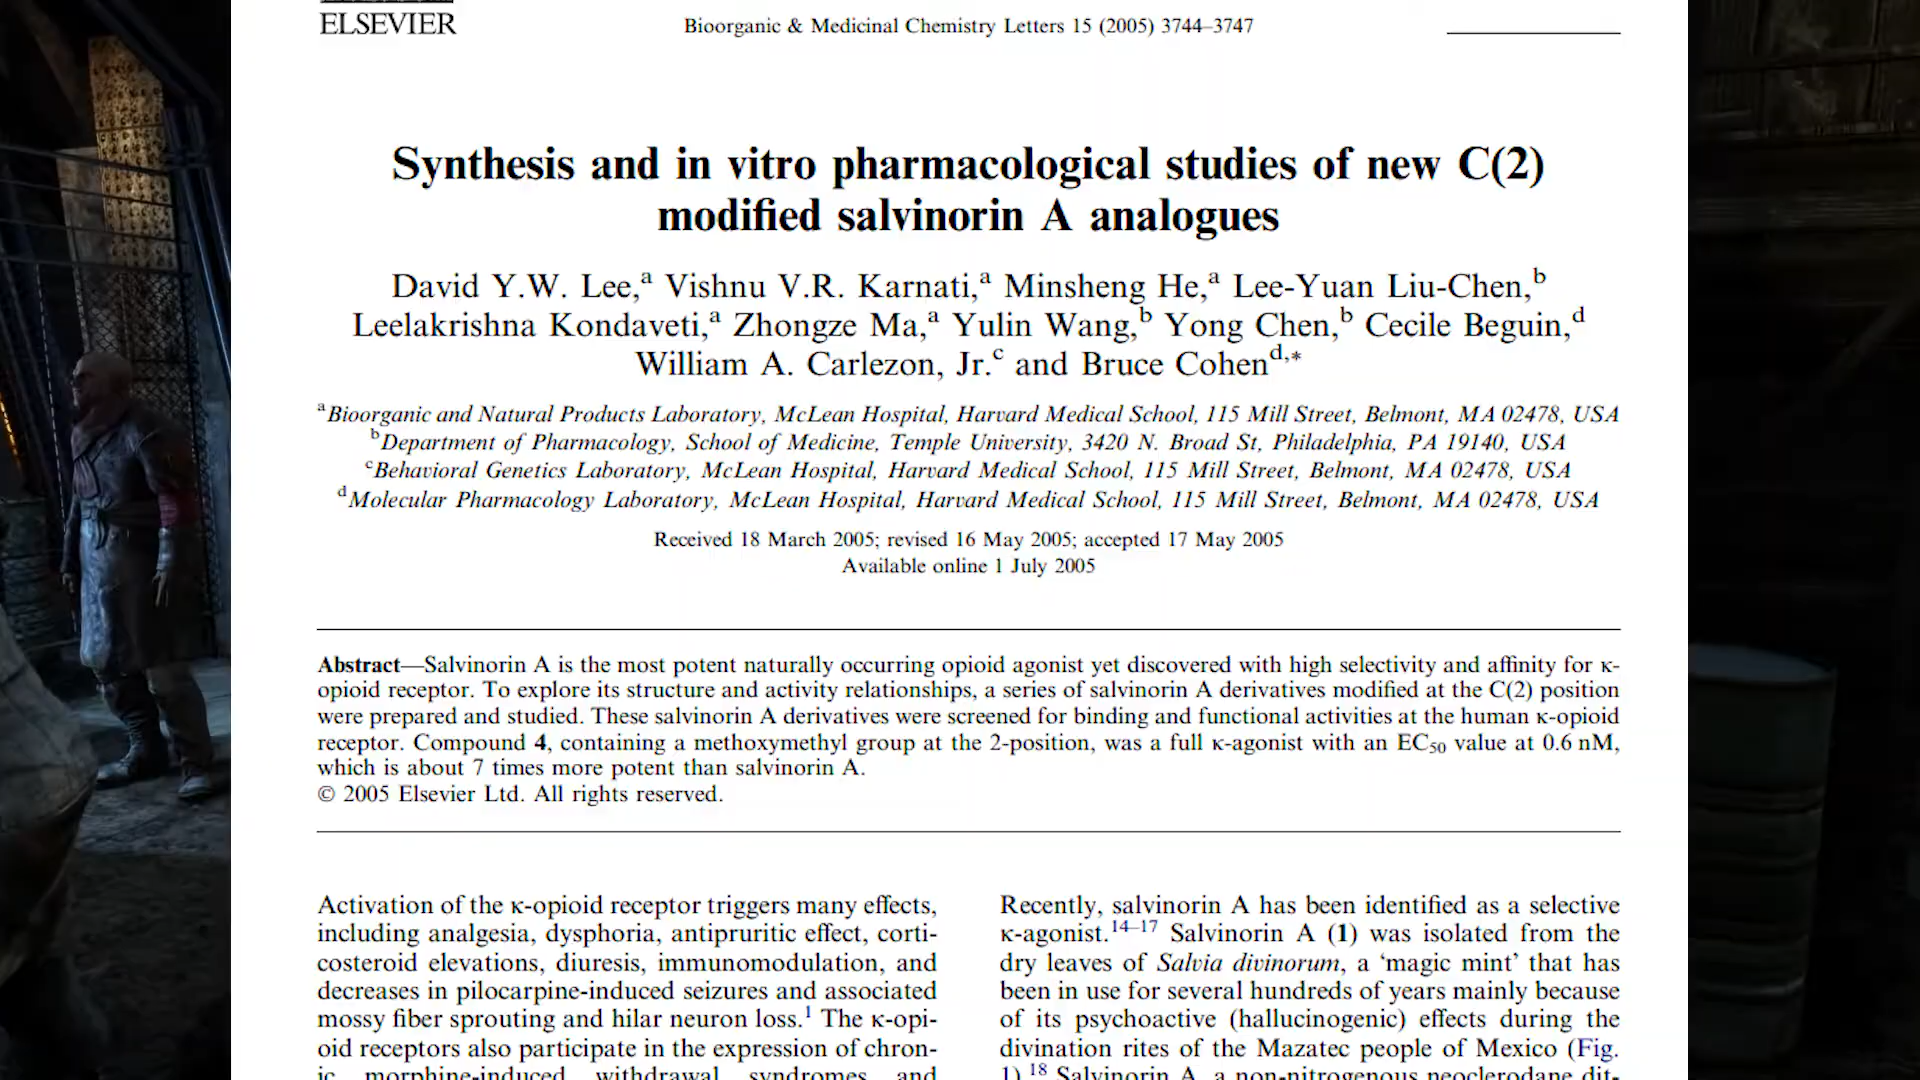 ELSEVIER
Bioorganic & Medicinal Chemistry Letters 15 (2005) 3744–3747
Synthesis and in vitro pharmacological studies of new C(2)
modified salvinorin A analogues
David Y.W. Lee,ᵃ Vishnu V.R. Karnati,ᵃ Minsheng He,ᵃ Lee-Yuan Liu-Chen,ᵇ
Leelakrishna Kondaveti,ᵃ Zhongze Ma,ᵃ Yulin Wang,ᵇ Yong Chen,ᵇ Cecile Beguin,ᵈ
William A. Carlezon, Jr.ᶜ and Bruce Cohenᵈ,*
ᵃBioorganic and Natural Products Laboratory, McLean Hospital, Harvard Medical School, 115 Mill Street, Belmont, MA 02478, USA
ᵇDepartment of Pharmacology, School of Medicine, Temple University, 3420 N. Broad St, Philadelphia, PA 19140, USA
ᶜBehavioral Genetics Laboratory, McLean Hospital, Harvard Medical School, 115 Mill Street, Belmont, MA 02478, USA
ᵈMolecular Pharmacology Laboratory, McLean Hospital, Harvard Medical School, 115 Mill Street, Belmont, MA 02478, USA
Received 18 March 2005; revised 16 May 2005; accepted 17 May 2005
Available online 1 July 2005
Abstract—Salvinorin A is the most potent naturally occurring opioid agonist yet discovered with high selectivity and affinity for κ-
opioid receptor. To explore its structure and activity relationships, a series of salvinorin A derivatives modified at the C(2) position
were prepared and studied. These salvinorin A derivatives were screened for binding and functional activities at the human κ-opioid
receptor. Compound 4, containing a methoxymethyl group at the 2-position, was a full κ-agonist with an EC₅₀ value at 0.6 nM,
which is about 7 times more potent than salvinorin A.
© 2005 Elsevier Ltd. All rights reserved.
Activation of the κ-opioid receptor triggers many effects,
including analgesia, dysphoria, antipruritic effect, corti-
costeroid elevations, diuresis, immunomodulation, and
decreases in pilocarpine-induced seizures and associated
mossy fiber sprouting and hilar neuron loss.¹ The κ-opi-
oid receptors also participate in the expression of chron-
ic morphine-induced withdrawal syndromes and
Recently, salvinorin A has been identified as a selective
κ-agonist.¹⁴⁻¹⁷ Salvinorin A (1) was isolated from the
dry leaves of Salvia divinorum, a ‘magic mint’ that has
been in use for several hundreds of years mainly because
of its psychoactive (hallucinogenic) effects during the
divination rites of the Mazatec people of Mexico (Fig.
1).¹⁸ Salvinorin A, a non-nitrogenous neoclerodane dit-